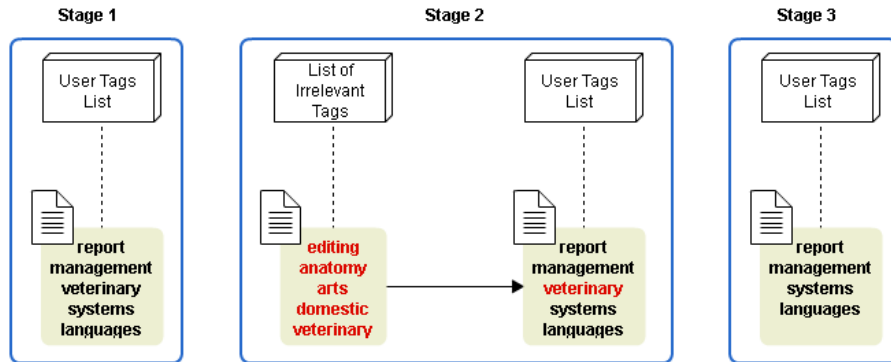 Stage 1
User Tags
List
report
management
veterinary
systems
languages
Stage 2
List of
Irrelevant
Tags
editing
anatomy
arts
domestic
veterinary
User Tags
List
report
management
veterinary
systems
languages
Stage 3
User Tags
List
report
management
systems
languages